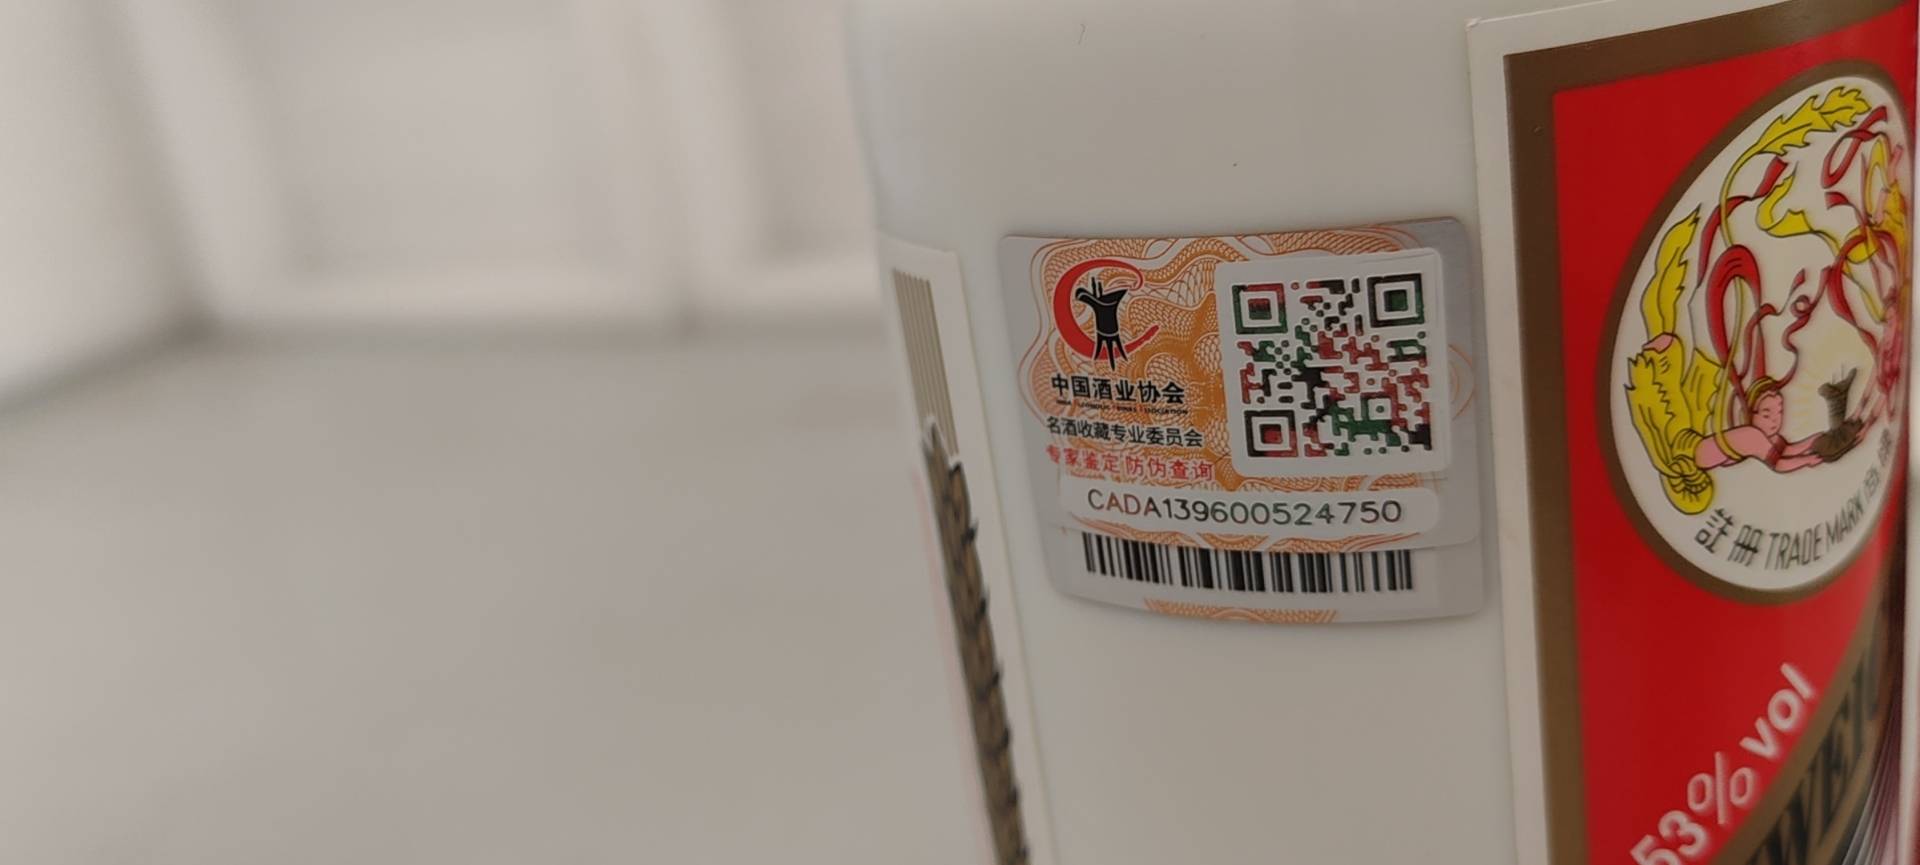 中国酒业协会
名酒收藏专业委员会
专家鉴定防伪查询
CADA139600524750
註册 TRADE MARK
53% vol